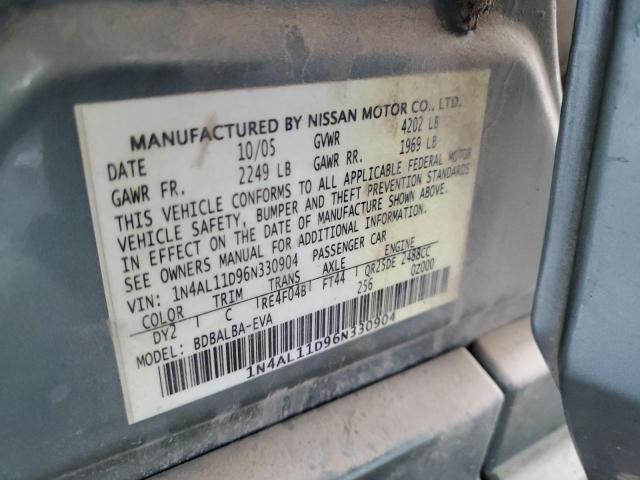 MANUFACTURED BY NISSAN MOTOR CO., LTD.
DATE 10/05 GVWR 4202 LB
GAWR FR. 2249 LB GAWR RR. 1969 LB
THIS VEHICLE CONFORMS TO ALL APPLICABLE FEDERAL MOTOR
VEHICLE SAFETY, BUMPER AND THEFT PREVENTION STANDARDS
IN EFFECT ON THE DATE OF MANUFACTURE SHOWN ABOVE.
SEE OWNERS MANUAL FOR ADDITIONAL INFORMATION.
VIN: 1N4AL11D96N330904 PASSENGER CAR
COLOR TRIM TRANS AXLE ENGINE
DY2 C RE4F04B FT44 QR25DE 2488CC
MODEL: BDBALBA-EVA 256 02000
1N4AL11D96N330904